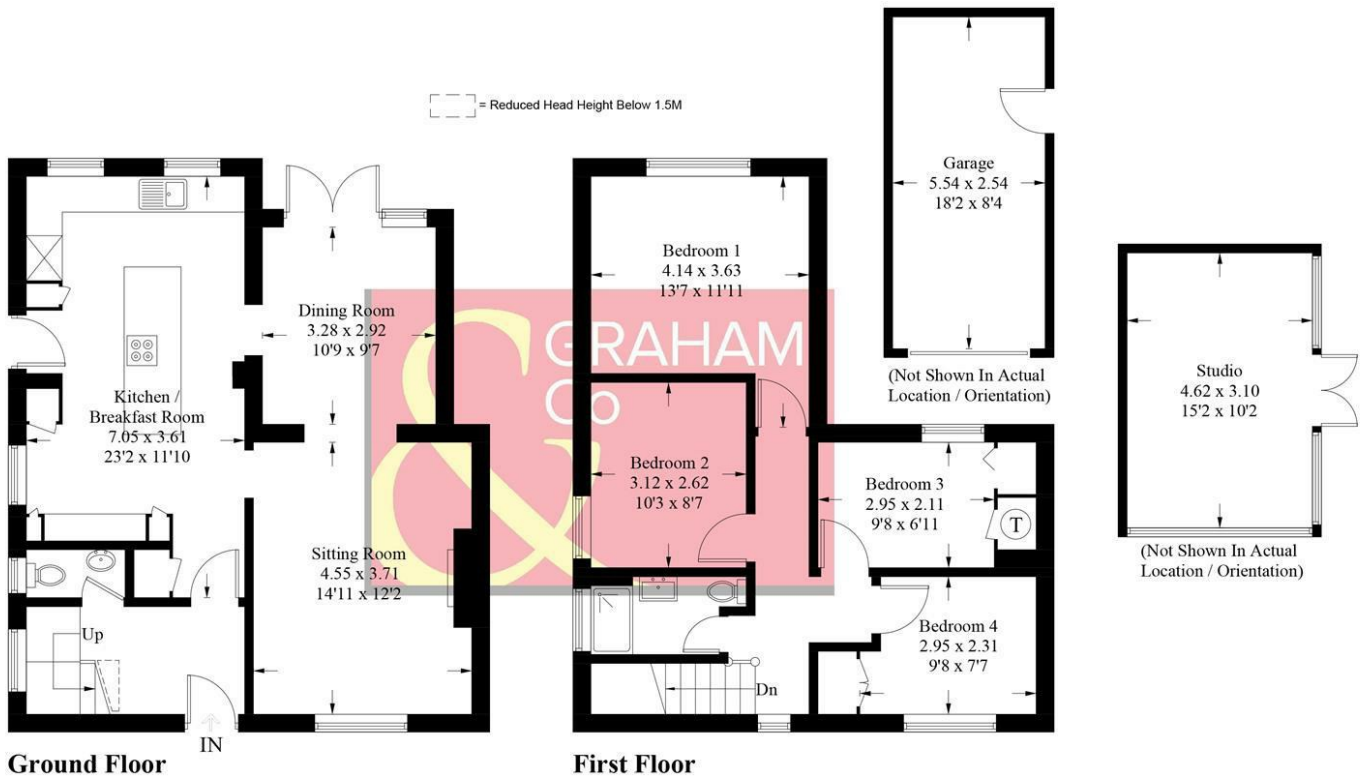 = Reduced Head Height Below 1.5M
Kitchen /
Breakfast Room
7.05 x 3.61
23'2 x 11'10
Dining Room
3.28 x 2.92
10'9 x 9'7
Sitting Room
4.55 x 3.71
14'11 x 12'2
Up
IN
Ground Floor
Bedroom 1
4.14 x 3.63
13'7 x 11'11
Bedroom 2
3.12 x 2.62
10'3 x 8'7
Bedroom 3
2.95 x 2.11
9'8 x 6'11
T
Bedroom 4
2.95 x 2.31
9'8 x 7'7
Dn
First Floor
Garage
5.54 x 2.54
18'2 x 8'4
(Not Shown In Actual
Location / Orientation)
Studio
4.62 x 3.10
15'2 x 10'2
(Not Shown In Actual
Location / Orientation)
&
GRAHAM
Co